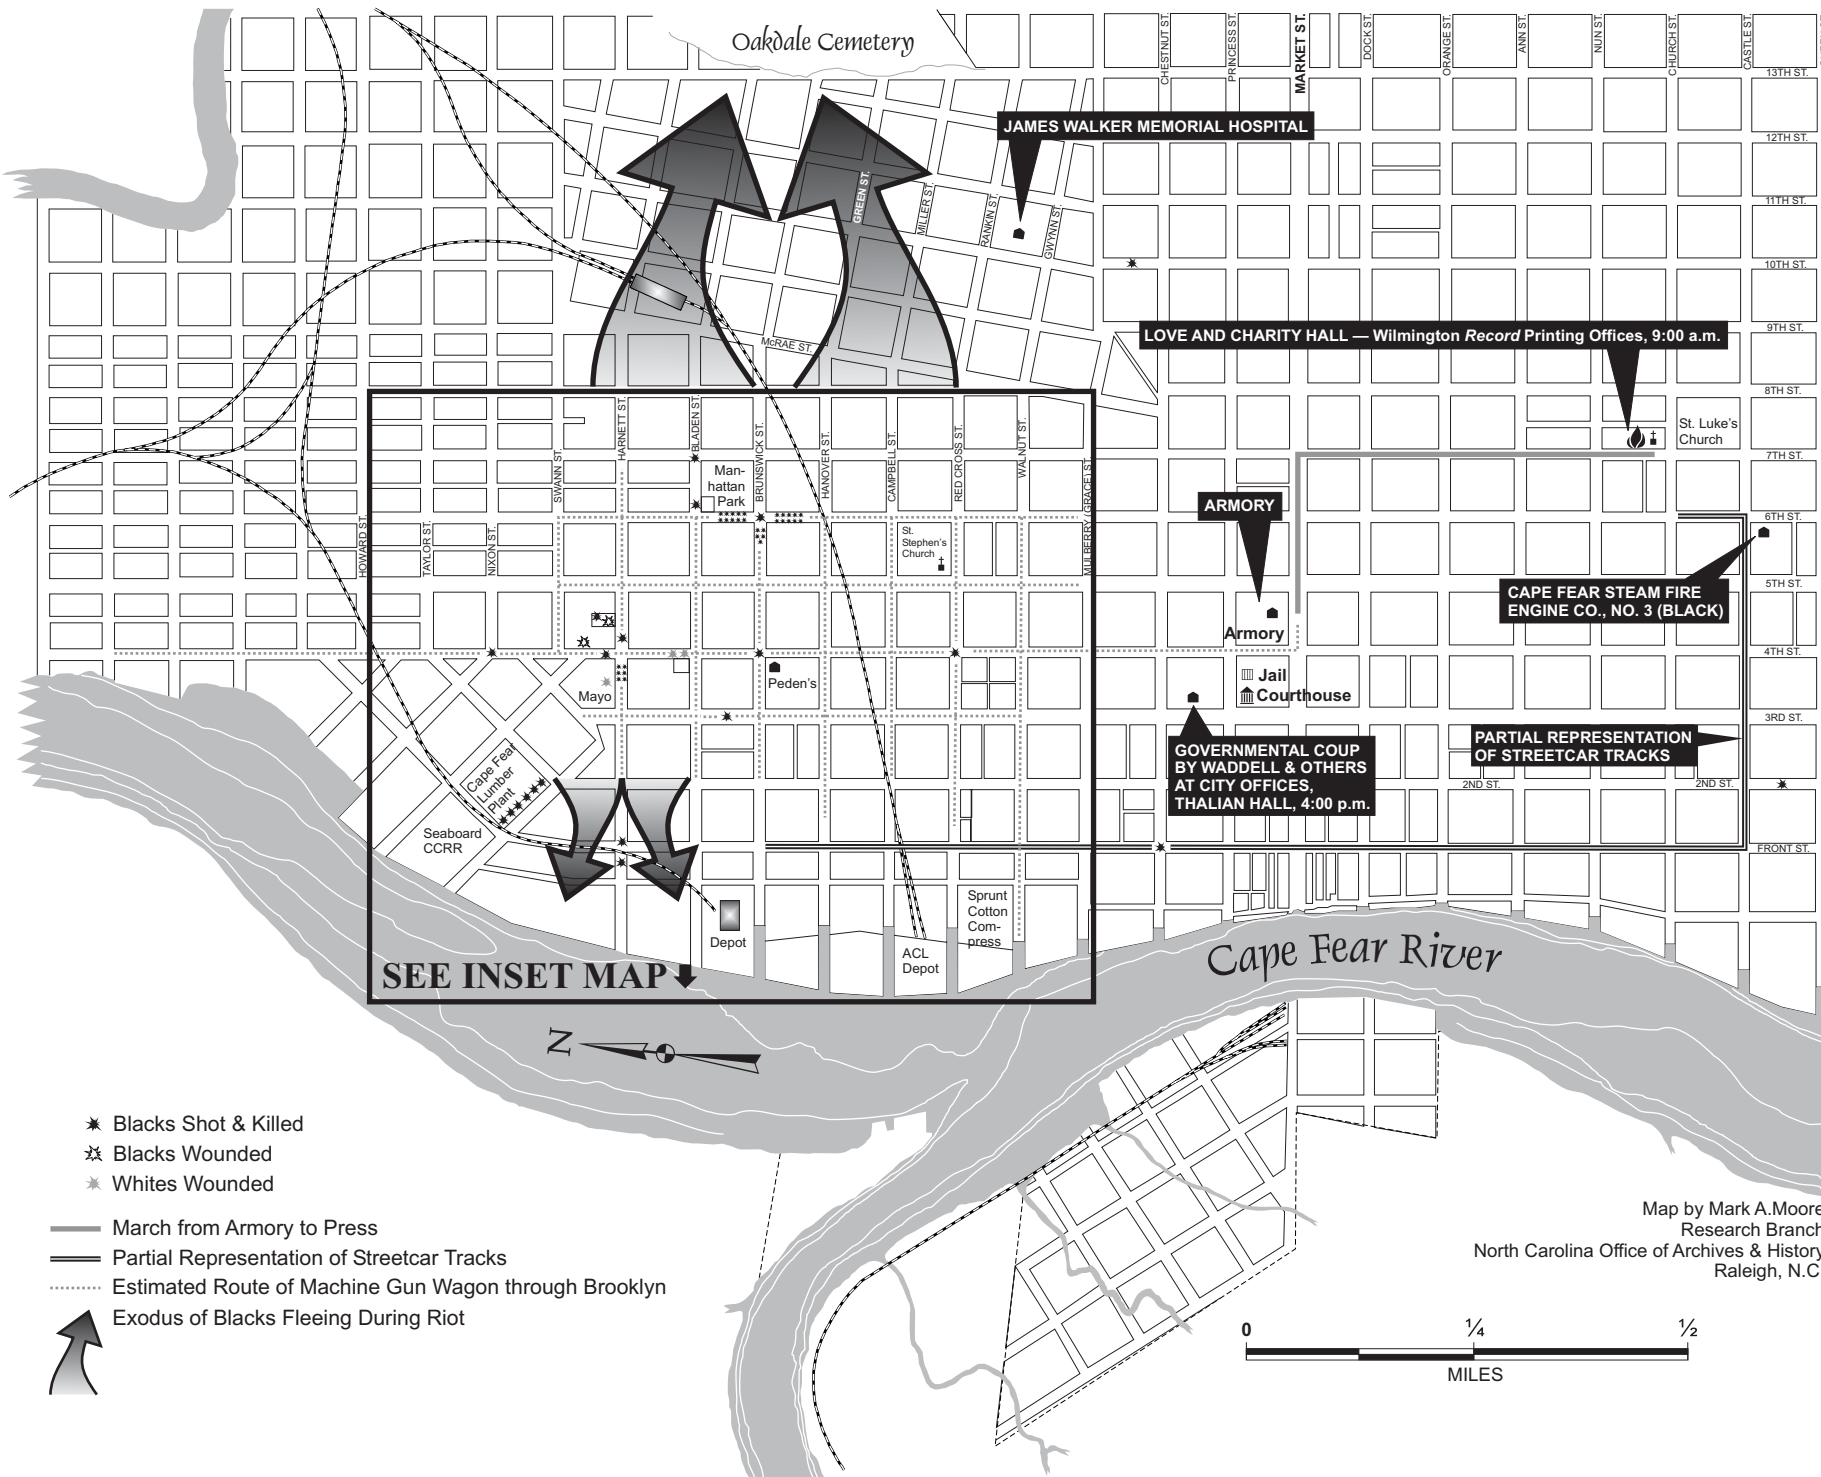 Oakdale Cemetery
CHESTNUT ST.
PRINCESS ST.
MARKET ST.
DOCK ST.
ORANGE ST.
ANN ST.
NUN ST.
CHURCH ST.
CASTLE ST.
13TH ST.
JAMES WALKER MEMORIAL HOSPITAL
12TH ST.
GREEN ST.
MILLER ST.
RANKIN ST.
GWYNN ST.
11TH ST.
10TH ST.
McRAE ST.
9TH ST.
LOVE AND CHARITY HALL — Wilmington Record Printing Offices, 9:00 a.m.
8TH ST.
HARNETT ST.
BLADEN ST.
BRUNSWICK ST.
HANOVER ST.
CAMPBELL ST.
RED CROSS ST.
WALNUT ST.
MULBERRY (GRACE) ST.
SWANN ST.
HOWARD ST.
TAYLOR ST.
NIXON ST.
St. Luke's
Church
7TH ST.
Man-
hattan
Park
ARMORY
6TH ST.
St.
Stephen's
Church
5TH ST.
CAPE FEAR STEAM FIRE
ENGINE CO., NO. 3 (BLACK)
Armory
4TH ST.
Mayo
Peden's
Jail
Courthouse
3RD ST.
PARTIAL REPRESENTATION
OF STREETCAR TRACKS
GOVERNMENTAL COUP
BY WADDELL & OTHERS
AT CITY OFFICES,
THALIAN HALL, 4:00 p.m.
2ND ST.
2ND ST.
Cape Fear
Lumber
Plant
Seaboard
CCRR
FRONT ST.
Depot
ACL
Depot
Sprunt
Cotton
Com-
press
Cape Fear River
SEE INSET MAP
N
Blacks Shot & Killed
Blacks Wounded
Whites Wounded
March from Armory to Press
Partial Representation of Streetcar Tracks
Estimated Route of Machine Gun Wagon through Brooklyn
Exodus of Blacks Fleeing During Riot
Map by Mark A.Moore
Research Branch
North Carolina Office of Archives & History
Raleigh, N.C.
0 ¼ ½
MILES